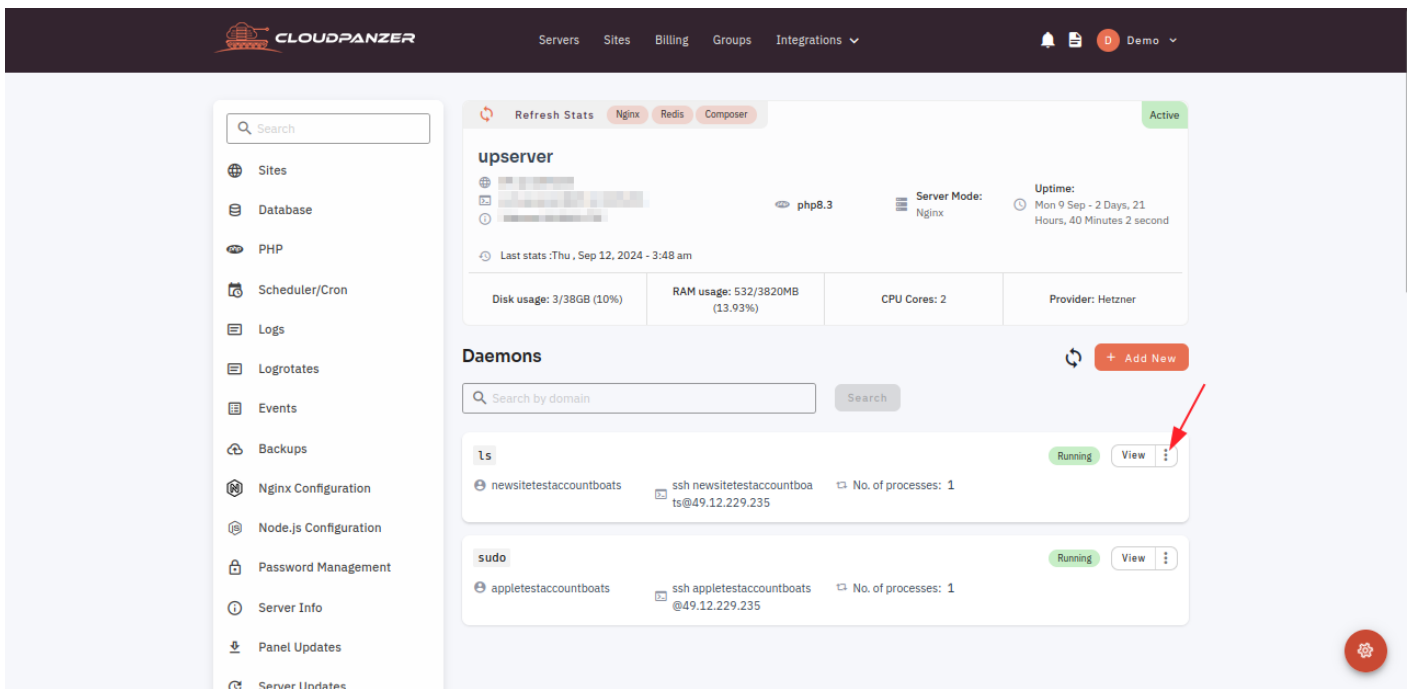 CLOUDPANZER
Servers Sites Billing Groups Integrations
D Demo
Search
Sites
Database
PHP
Scheduler/Cron
Logs
Logrotates
Events
Backups
Nginx Configuration
Node.js Configuration
Password Management
Server Info
Panel Updates
Server Updates
Refresh Stats Nginx Redis Composer
Active
upserver
php php8.3
Server Mode:
Nginx
Uptime:
Mon 9 Sep - 2 Days, 21
Hours, 40 Minutes 2 second
Last stats :Thu , Sep 12, 2024 - 3:48 am
Disk usage: 3/38GB (10%)
RAM usage: 532/3820MB
(13.93%)
CPU Cores: 2
Provider: Hetzner
Daemons
+ Add New
Search by domain
Search
ls
Running View
newsitetestaccountboats
ssh newsitetestaccountboa
ts@49.12.229.235
No. of processes: 1
sudo
Running View
appletestaccountboats
ssh appletestaccountboats
@49.12.229.235
No. of processes: 1